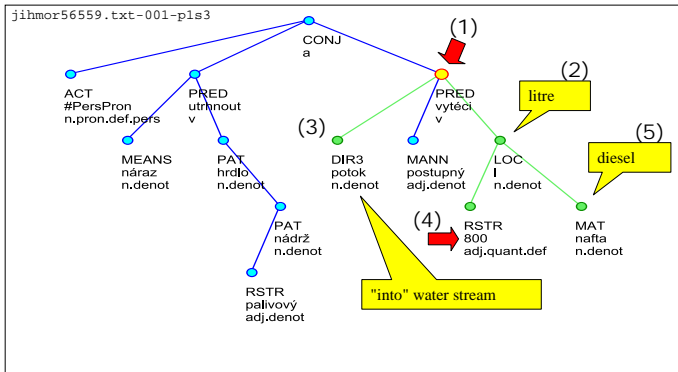 jihmor56559.txt-001-p1s3
(1)
CONJ
a
(2)
litre
ACT
#PersPron
n.pron.def.pers
PRED
utrhnout
v
PRED
vytéci
v
(3)
(5)
diesel
MEANS
náraz
n.denot
PAT
hrdlo
n.denot
DIR3
potok
n.denot
MANN
postupný
adj.denot
LOC
l
n.denot
(4)
PAT
nádrž
n.denot
RSTR
800
adj.quant.def
MAT
nafta
n.denot
RSTR
palivový
adj.denot
"into" water stream